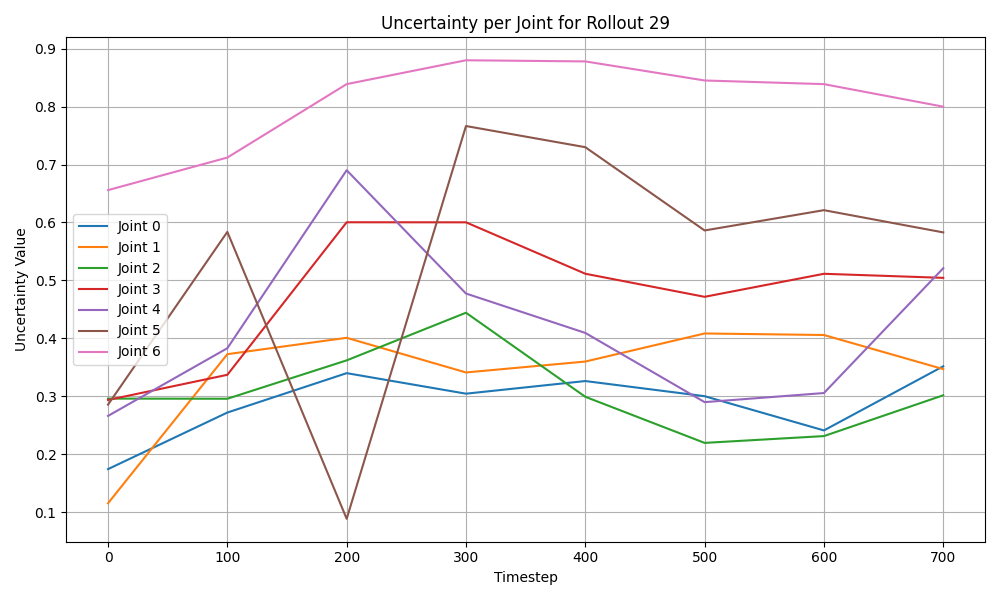 Uncertainty per Joint for Rollout 29
Uncertainty Value
0.9
0.8
0.7
0.6
0.5
0.4
0.3
0.2
0.1
Joint 0
Joint 1
Joint 2
Joint 3
Joint 4
Joint 5
Joint 6
0 100 200 300 400 500 600 700
Timestep